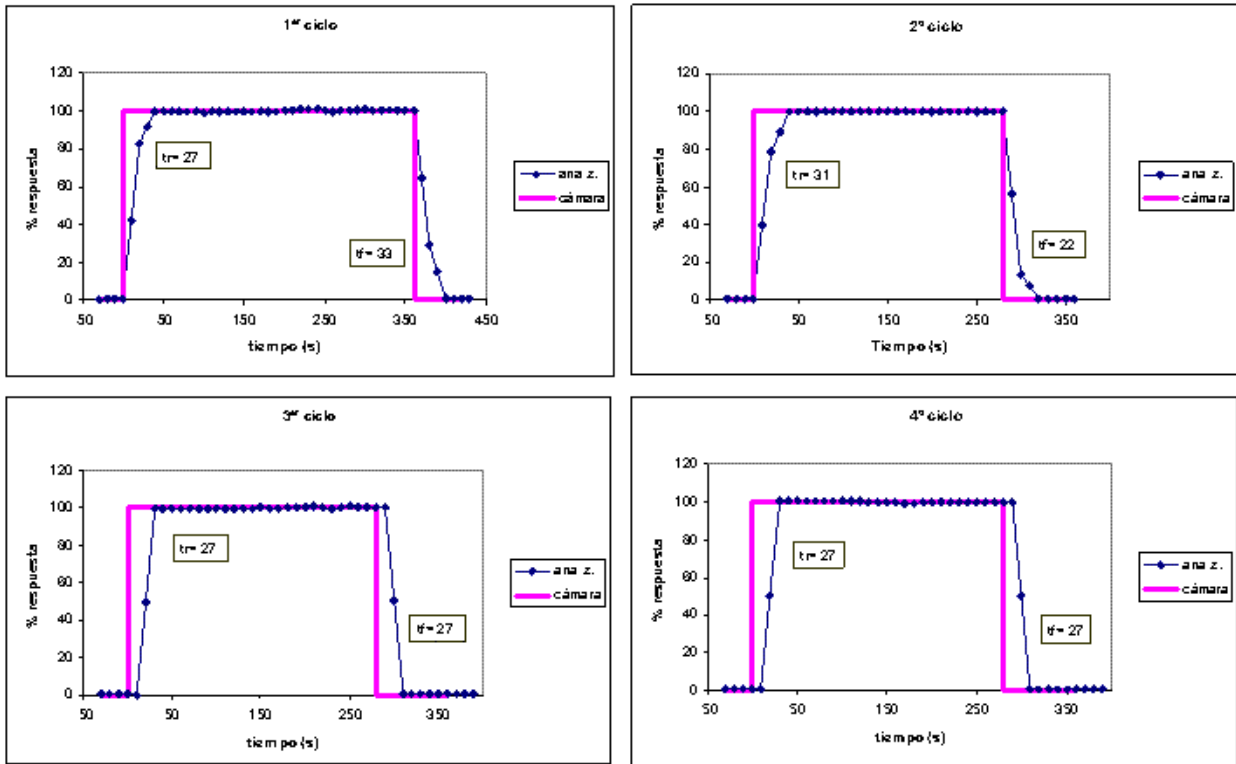 1er ciclo
120
100
80
60
40
20
0
% respuesta
tr= 27
tf= 33
50 50 150 250 350 450
tiempo (s)
ana z.
cámara
2º ciclo
120
100
80
60
40
20
0
% respuesta
tr= 31
tf= 22
50 50 150 250 350
Tiempo (s)
ana z.
cámara
3er ciclo
120
100
80
60
40
20
0
% respuesta
tr= 27
tf= 27
50 50 150 250 350
tiempo (s)
ana z.
cámara
4º ciclo
120
100
80
60
40
20
0
% respuesta
tr= 27
tf= 27
50 50 150 250 350
tiempo (s)
ana z.
cámara